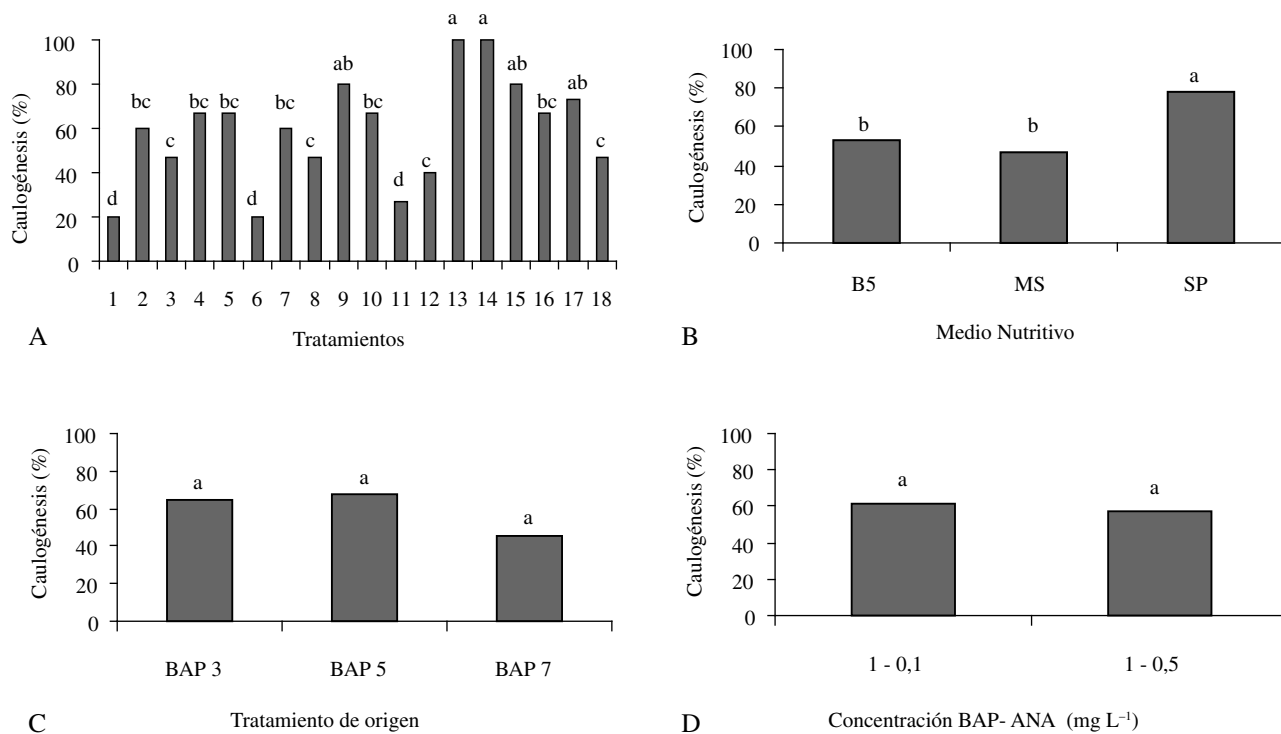 a a
ab
ab
bc bc bc bc bc bc
c c c c
d d d
Caulogénesis (%)
100
80
60
40
20
0
1 2 3 4 5 6 7 8 9 10 11 12 13 14 15 16 17 18
A
Tratamientos
a
b b
Caulogénesis (%)
100
80
60
40
20
0
B5 MS SP
B
Medio Nutritivo
a a a
Caulogénesis (%)
100
80
60
40
20
0
BAP 3 BAP 5 BAP 7
C
Tratamiento de origen
a a
Caulogénesis (%)
100
80
60
40
20
0
1 - 0,1 1 - 0,5
D
Concentración BAP- ANA (mg L⁻¹)